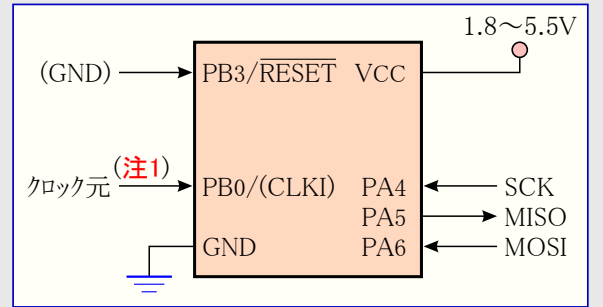 1.8～5.5V
(GND) PB3/RESET VCC
(注1)
クロック元 PB0/(CLKI) PA4 SCK
PA5 MISO
GND PA6 MOSI